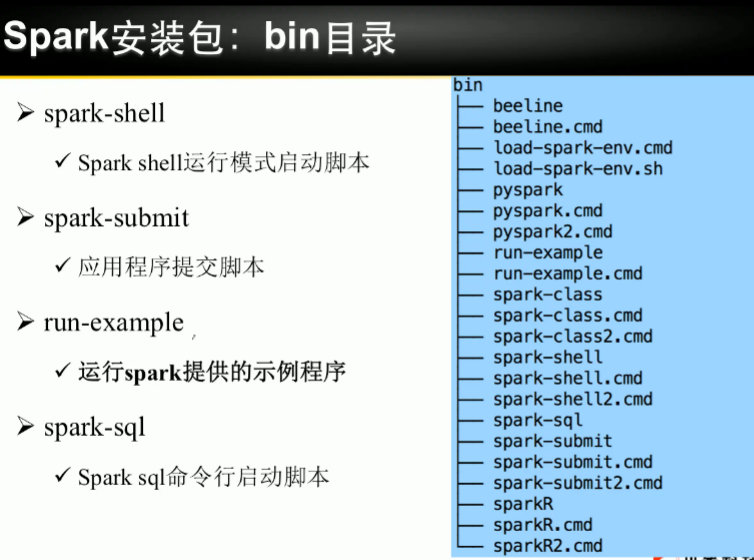 Spark安装包：bin目录
spark-shell
Spark shell运行模式启动脚本
spark-submit
应用程序提交脚本
run-example
运行spark提供的示例程序
spark-sql
Spark sql命令行启动脚本
bin
beeline
beeline.cmd
load-spark-env.cmd
load-spark-env.sh
pyspark
pyspark.cmd
pyspark2.cmd
run-example
run-example.cmd
spark-class
spark-class.cmd
spark-class2.cmd
spark-shell
spark-shell.cmd
spark-shell2.cmd
spark-sql
spark-submit
spark-submit.cmd
spark-submit2.cmd
sparkR
sparkR.cmd
sparkR2.cmd